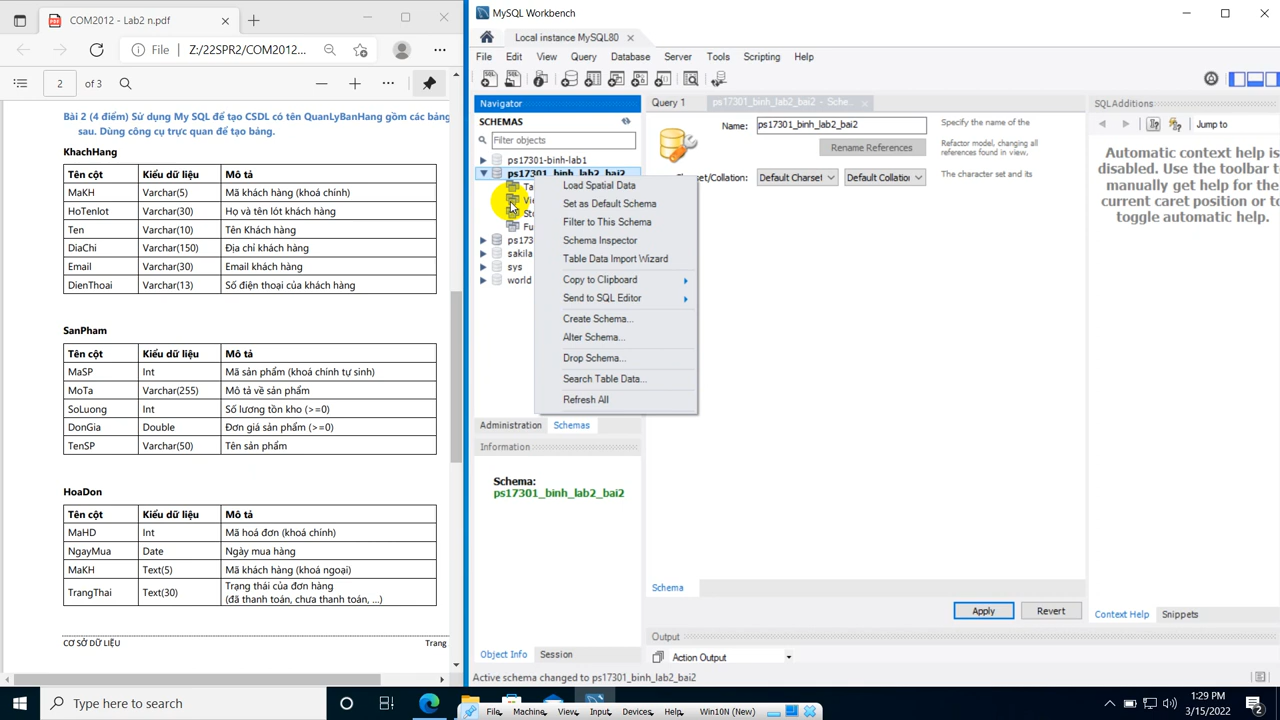 COM2012 - Lab2 n.pdf
File
Z:/22SPR2/COM2012...
2
of 3
Bài 2 (4 điểm) Sử dụng My SQL để tạo CSDL có tên QuanLyBanHang gồm các bảng
sau. Dùng công cụ trực quan để tạo bảng.
KhachHang
Tên cột Kiểu dữ liệu Mô tả
MaKH Varchar(5) Mã khách hàng (khoá chính)
HoTenlot Varchar(30) Họ và tên lót khách hàng
Ten Varchar(10) Tên Khách hàng
DiaChi Varchar(150) Địa chỉ khách hàng
Email Varchar(30) Email khách hàng
DienThoai Varchar(13) Số điện thoại của khách hàng
SanPham
Tên cột Kiểu dữ liệu Mô tả
MaSP Int Mã sản phẩm (khoá chính tự sinh)
MoTa Varchar(255) Mô tả về sản phẩm
SoLuong Int Số lương tồn kho (>=0)
DonGia Double Đơn giá sản phẩm (>=0)
TenSP Varchar(50) Tên sản phẩm
HoaDon
Tên cột Kiểu dữ liệu Mô tả
MaHD Int Mã hoá đơn (khoá chính)
NgayMua Date Ngày mua hàng
MaKH Text(5) Mã khách hàng (khoá ngoại)
TrangThai Text(30) Trạng thái của đơn hàng
(đã thanh toán, chưa thanh toán, ...)
CƠ SỞ DỮ LIỆU Trang
MySQL Workbench
Local instance MySQL80
File Edit View Query Database Server Tools Scripting Help
Navigator
SCHEMAS
Filter objects
ps17301-binh-lab1
ps17301_binh_lab2_bai2
Ta
Vie
Sto
Fu
ps173
sakila
sys
world
Load Spatial Data
Set as Default Schema
Filter to This Schema
Schema Inspector
Table Data Import Wizard
Copy to Clipboard
Send to SQL Editor
Create Schema...
Alter Schema...
Drop Schema...
Search Table Data...
Refresh All
Administration Schemas
Information
Schema:
ps17301_binh_lab2_bai2
Object Info Session
Query 1 ps17301_binh_lab2_bai2 - Sche...
Name: ps17301_binh_lab2_bai2 Specify the name of the
Rename References Refactor model, changing all
references found in view.
set/Collation: Default Charset Default Collation The character set and its
Schema
Apply Revert
Output
Action Output
SQLAdditions
Jump to
Automatic context help is
disabled. Use the toolbar to
manually get help for the
current caret position or to
toggle automatic help.
Context Help Snippets
Active schema changed to ps17301_binh_lab2_bai2
Type here to search
1:29 PM
3/15/2022
2
File Machine View Input Devices Help Win10N (New)